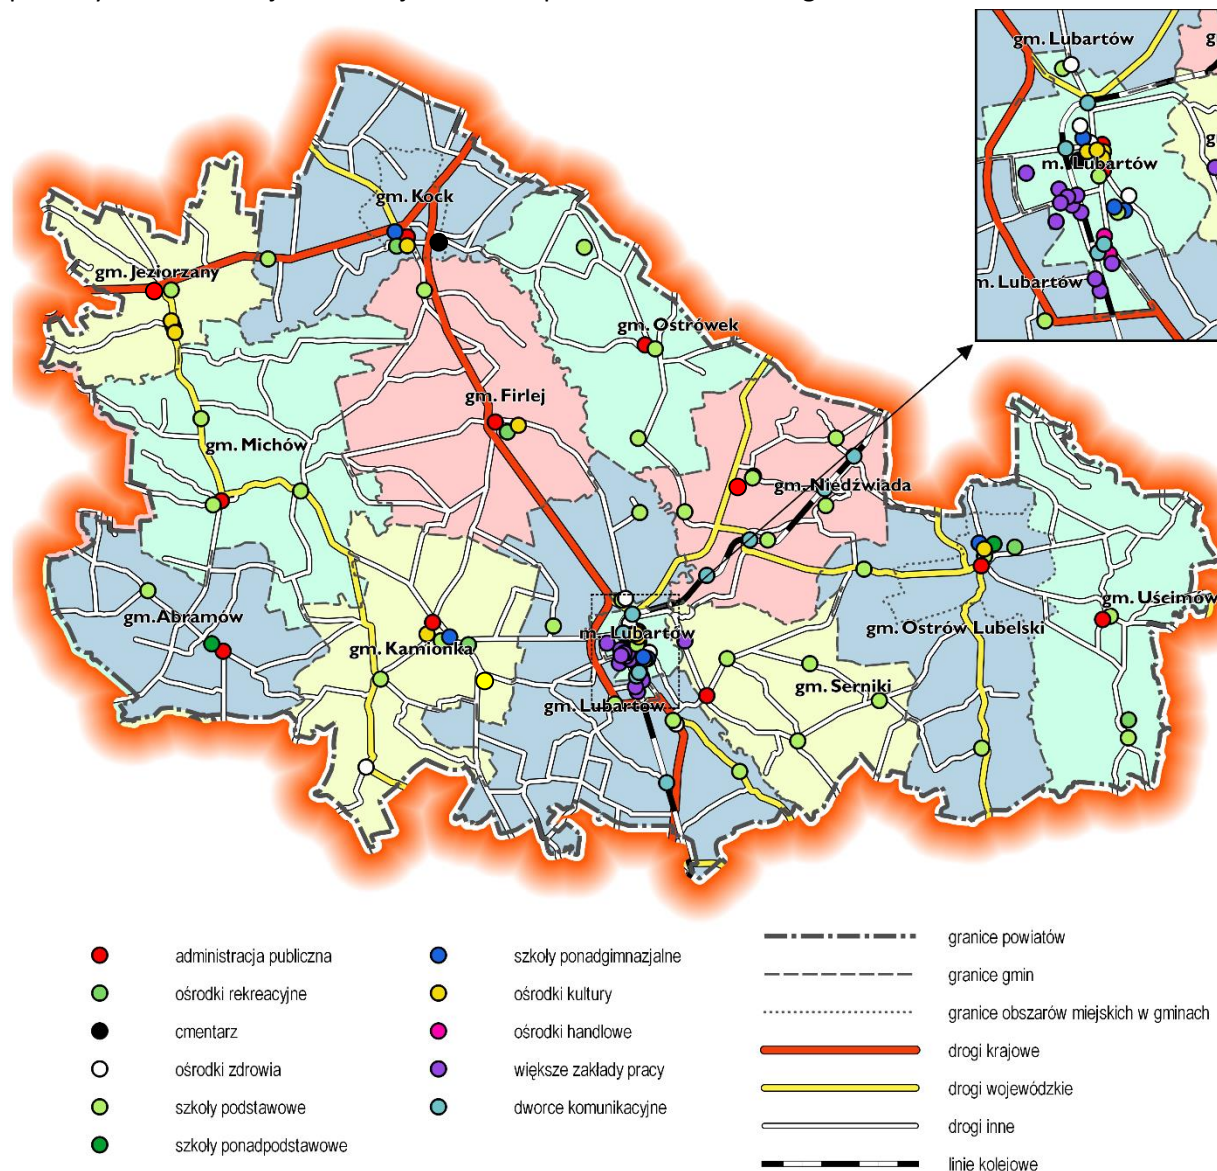 gm. Lubartów
m. Lubartów
m. Lubartów
gm. Kock
gm. Jeziorzany
gm. Ostrówek
gm. Firlej
gm. Michów
gm. Niedźwiada
gm. Abramów
gm. Uścimów
m. Lubartów
gm. Ostrów Lubelski
gm. Kamionka
gm. Serniki
gm. Lubartów
administracja publiczna
ośrodki rekreacyjne
cmentarz
ośrodki zdrowia
szkoły podstawowe
szkoły ponadpodstawowe
szkoły ponadgimnazjalne
ośrodki kultury
ośrodki handlowe
większe zakłady pracy
dworce komunikacyjne
granice powiatów
granice gmin
granice obszarów miejskich w gminach
drogi krajowe
drogi wojewódzkie
drogi inne
linie kolejowe